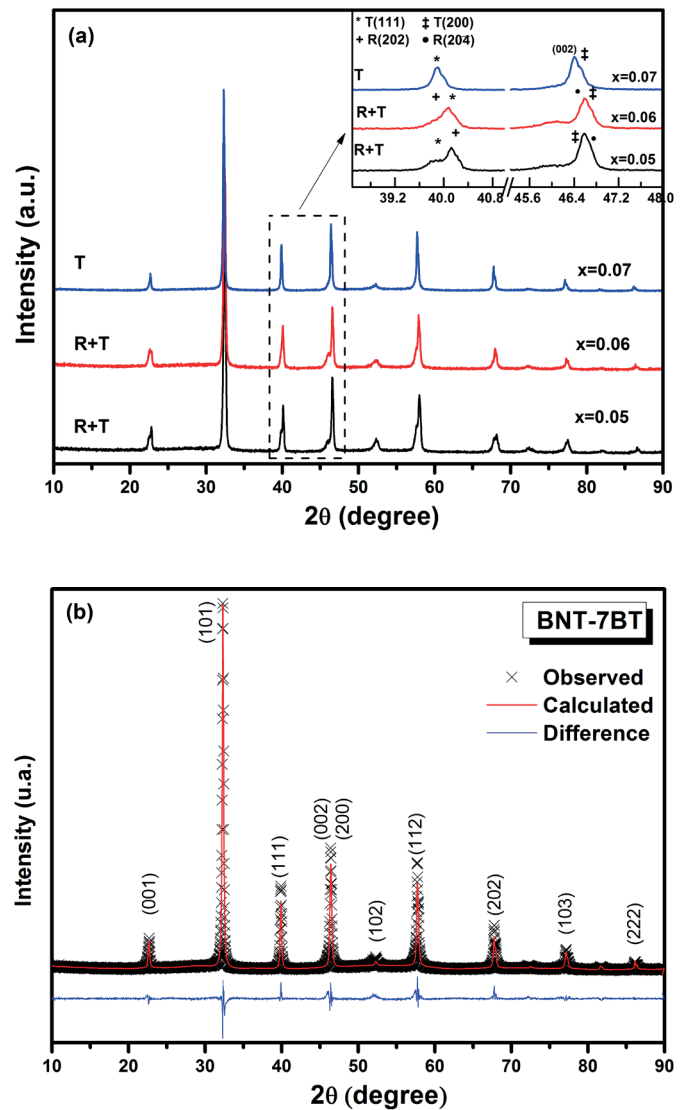 (a)
* T(111) ‡ T(200)
+ R(202) • R(204)
(002) ‡
*
T
x=0.07
+ * • ‡
R+T
x=0.06
* + ‡ •
R+T
x=0.05
39.2 40.0 40.8 45.6 46.4 47.2 48.0
T
x=0.07
R+T
x=0.06
R+T
x=0.05
Intensity (a.u.)
10 20 30 40 50 60 70 80 90
2θ (degree)
(b)
BNT-7BT
Observed
Calculated
Difference
(001)
(101)
(111)
(002)
(200)
(102)
(112)
(202)
(103)
(222)
Intensity (u.a.)
10 20 30 40 50 60 70 80 90
2θ (degree)